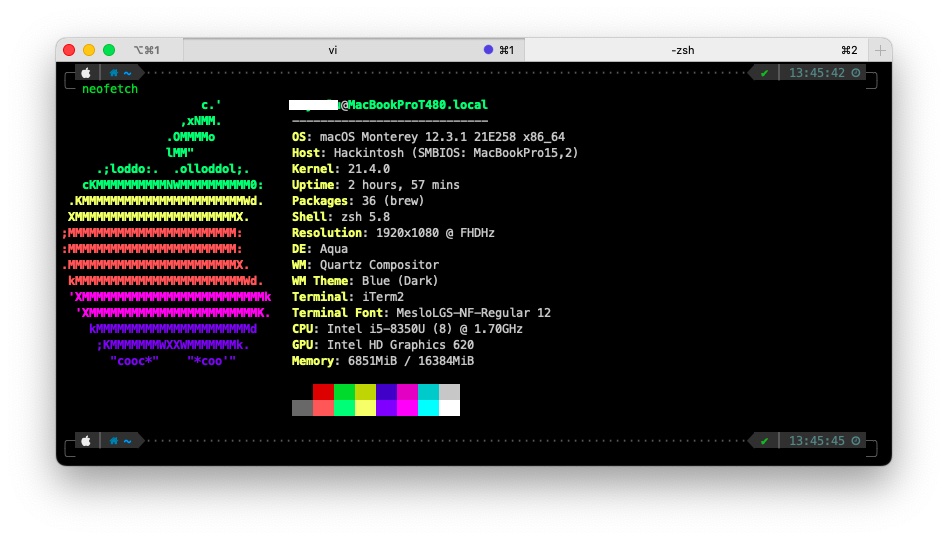 ⌥⌘1 vi ⌘1 -zsh ⌘2 +
~ ✔ 13:45:42
neofetch
c.' @MacBookProT480.local
,xNMM. ----------------------------
.OMMMMo OS: macOS Monterey 12.3.1 21E258 x86_64
lMM" Host: Hackintosh (SMBIOS: MacBookPro15,2)
.;loddo:. .olloddol;. Kernel: 21.4.0
cKMMMMMMMMMMNWMMMMMMMMMM0: Uptime: 2 hours, 57 mins
.KMMMMMMMMMMMMMMMMMMMMMMMWd. Packages: 36 (brew)
XMMMMMMMMMMMMMMMMMMMMMMMX. Shell: zsh 5.8
;MMMMMMMMMMMMMMMMMMMMMMMM: Resolution: 1920x1080 @ FHDHz
:MMMMMMMMMMMMMMMMMMMMMMMM: DE: Aqua
.MMMMMMMMMMMMMMMMMMMMMMMMX. WM: Quartz Compositor
kMMMMMMMMMMMMMMMMMMMMMMMMWd. WM Theme: Blue (Dark)
'XMMMMMMMMMMMMMMMMMMMMMMMMMMk Terminal: iTerm2
'XMMMMMMMMMMMMMMMMMMMMMMMMK. Terminal Font: MesloLGS-NF-Regular 12
kMMMMMMMMMMMMMMMMMMMMMMd CPU: Intel i5-8350U (8) @ 1.70GHz
;KMMMMMMMWXXWMMMMMMMk. GPU: Intel HD Graphics 620
"cooc*" "*coo'" Memory: 6851MiB / 16384MiB
~ ✔ 13:45:45